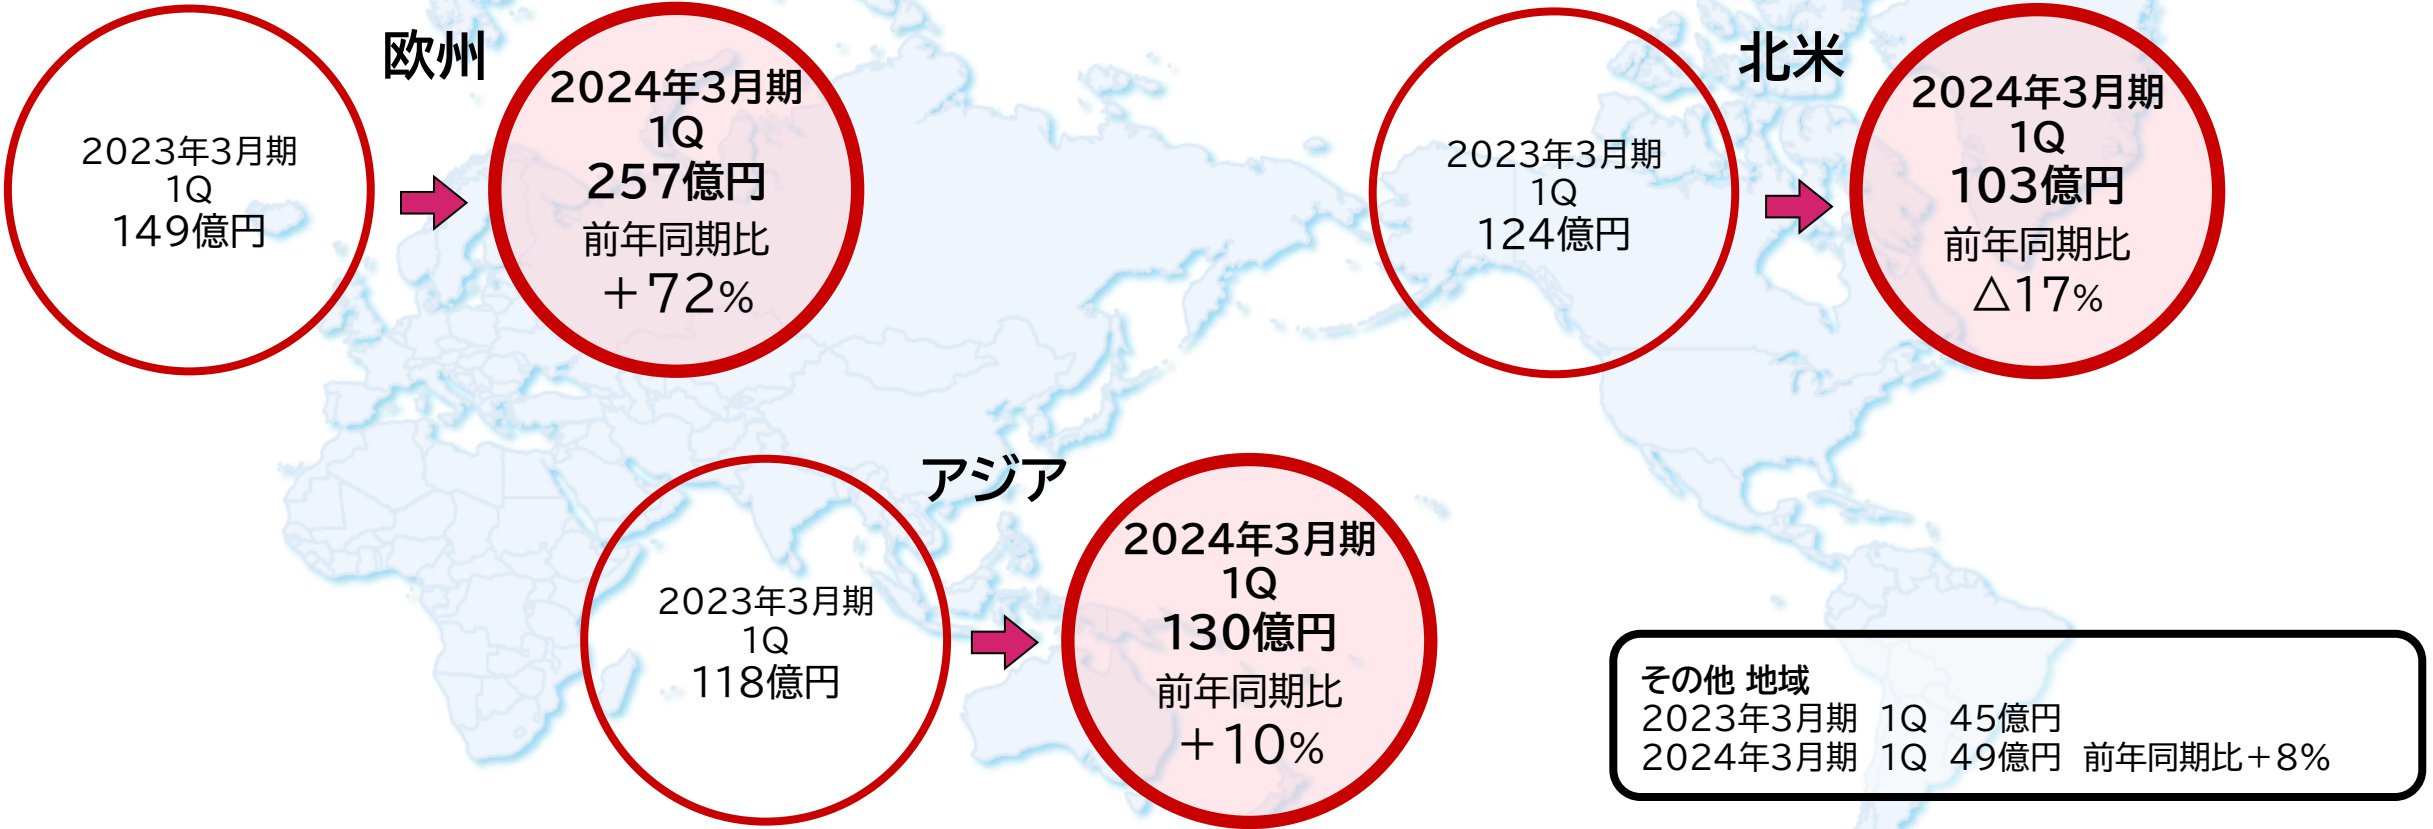 欧州
2023年3月期
1Q
149億円
2024年3月期
1Q
257億円
前年同期比
＋72%
北米
2023年3月期
1Q
124億円
2024年3月期
1Q
103億円
前年同期比
△17%
アジア
2023年3月期
1Q
118億円
2024年3月期
1Q
130億円
前年同期比
＋10%
その他 地域
2023年3月期 1Q 45億円
2024年3月期 1Q 49億円 前年同期比＋8%